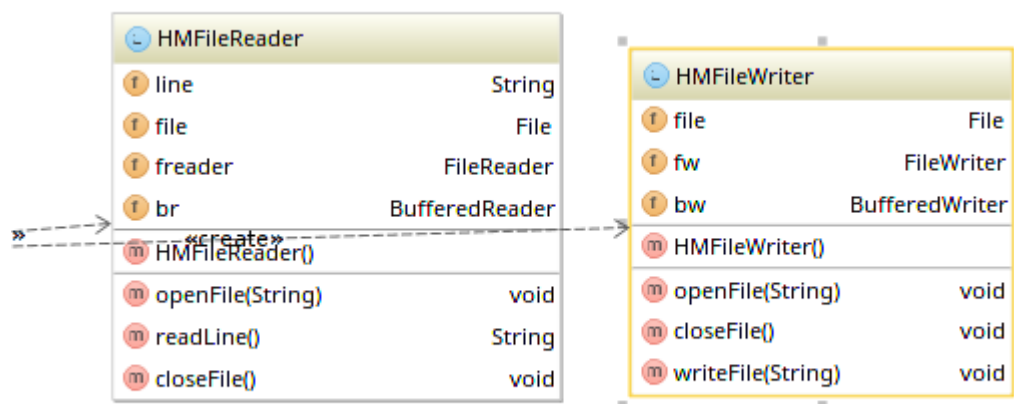 HMFileReader
line String
file File
freader FileReader
br BufferedReader
» «create»
HMFileReader()
openFile(String) void
readLine() String
closeFile() void
HMFileWriter
file File
fw FileWriter
bw BufferedWriter
HMFileWriter()
openFile(String) void
closeFile() void
writeFile(String) void